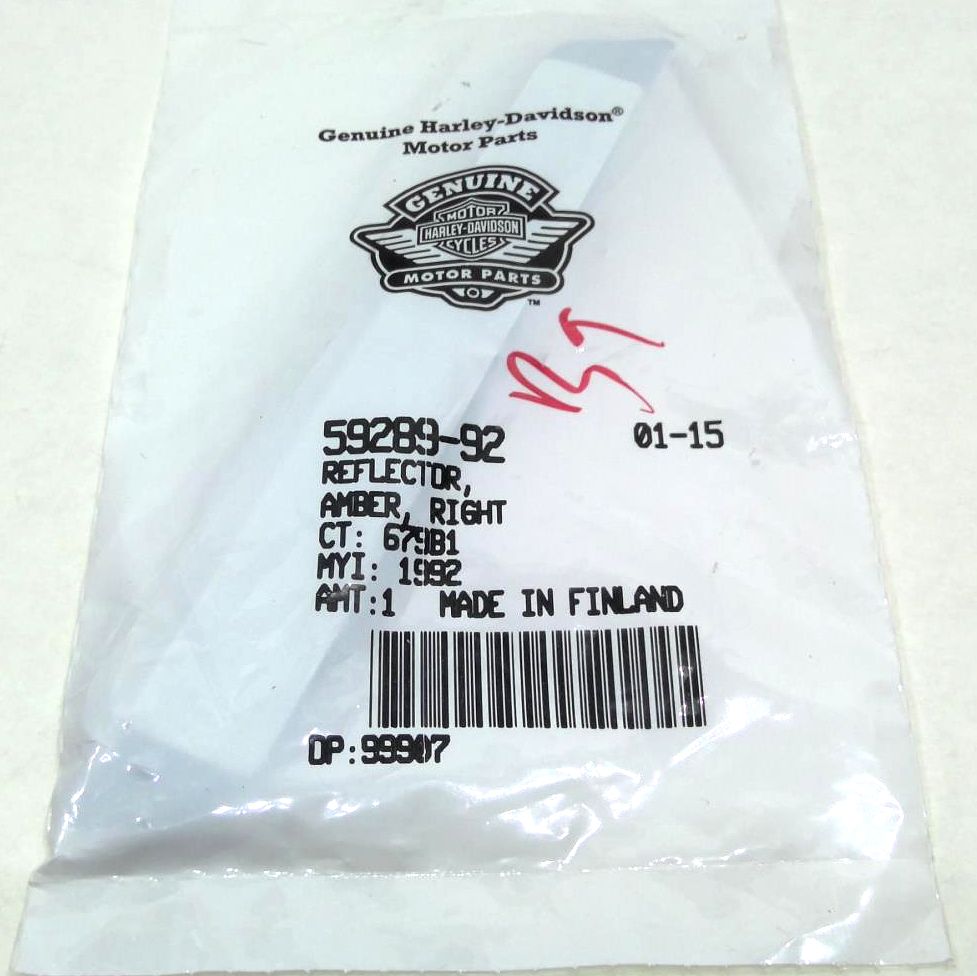 Genuine Harley-Davidson®
Motor Parts
GENUINE
MOTOR
HARLEY-DAVIDSON
CYCLES
MOTOR PARTS
TM
59289-92 01-15
REFLECTOR,
AMBER, RIGHT
CT: 679B1
MYI: 1992
AMT:1 MADE IN FINLAND
OP:99907